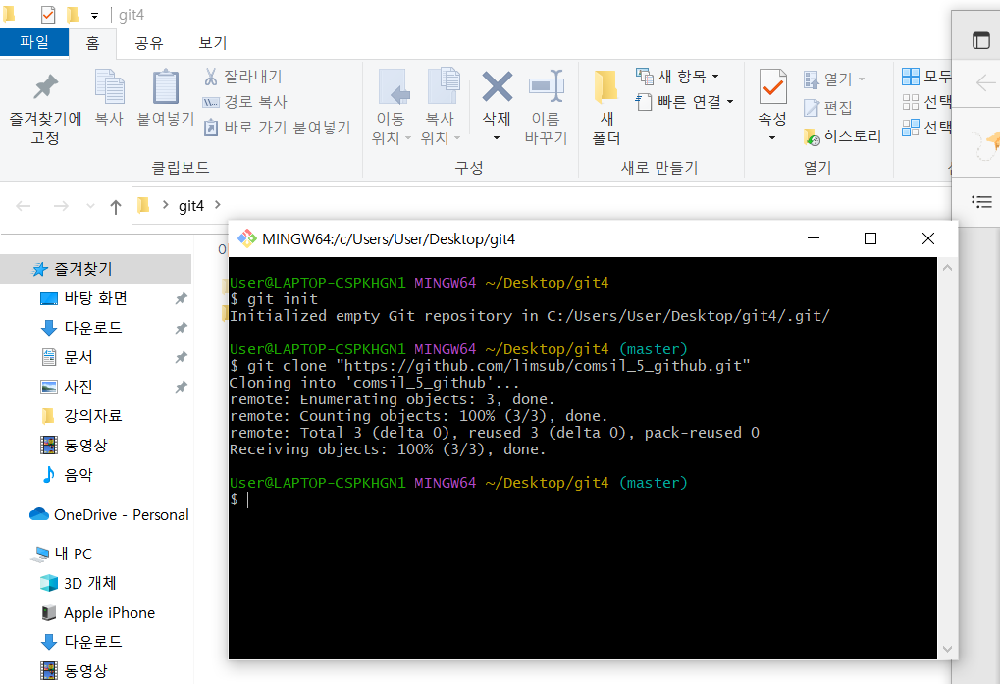 git4
파일 홈 공유 보기
즐겨찾기에 고정
복사
붙여넣기
잘라내기
경로 복사
바로 가기 붙여넣기
클립보드
이동 위치
복사 위치
삭제
이름 바꾸기
구성
새 폴더
새 항목
빠른 연결
새로 만들기
속성
열기
편집
히스토리
열기
모두
선택
선택
git4
즐겨찾기
바탕 화면
다운로드
문서
사진
강의자료
동영상
음악
OneDrive - Personal
내 PC
3D 개체
Apple iPhone
다운로드
동영상
MINGW64:/c/Users/User/Desktop/git4
User@LAPTOP-CSPKHGN1 MINGW64 ~/Desktop/git4
$ git init
Initialized empty Git repository in C:/Users/User/Desktop/git4/.git/
User@LAPTOP-CSPKHGN1 MINGW64 ~/Desktop/git4 (master)
$ git clone "https://github.com/limsub/comsil_5_github.git"
Cloning into 'comsil_5_github'...
remote: Enumerating objects: 3, done.
remote: Counting objects: 100% (3/3), done.
remote: Total 3 (delta 0), reused 3 (delta 0), pack-reused 0
Receiving objects: 100% (3/3), done.
User@LAPTOP-CSPKHGN1 MINGW64 ~/Desktop/git4 (master)
$